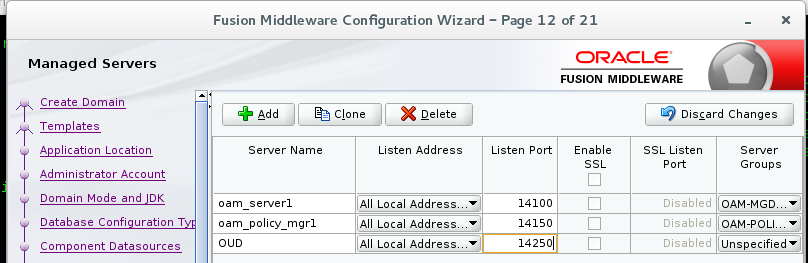 Fusion Middleware Configuration Wizard – Page 12 of 21
Managed Servers
ORACLE
FUSION MIDDLEWARE
Create Domain
Templates
Application Location
Administrator Account
Domain Mode and JDK
Database Configuration Typ
Component Datasources
Add Clone Delete Discard Changes
Server Name Listen Address Listen Port Enable SSL SSL Listen Port Server Groups
oam_server1 All Local Address... 14100 Disabled OAM-MGD...
oam_policy_mgr1 All Local Address... 14150 Disabled OAM-POLI...
OUD All Local Address... 14250 Disabled Unspecified